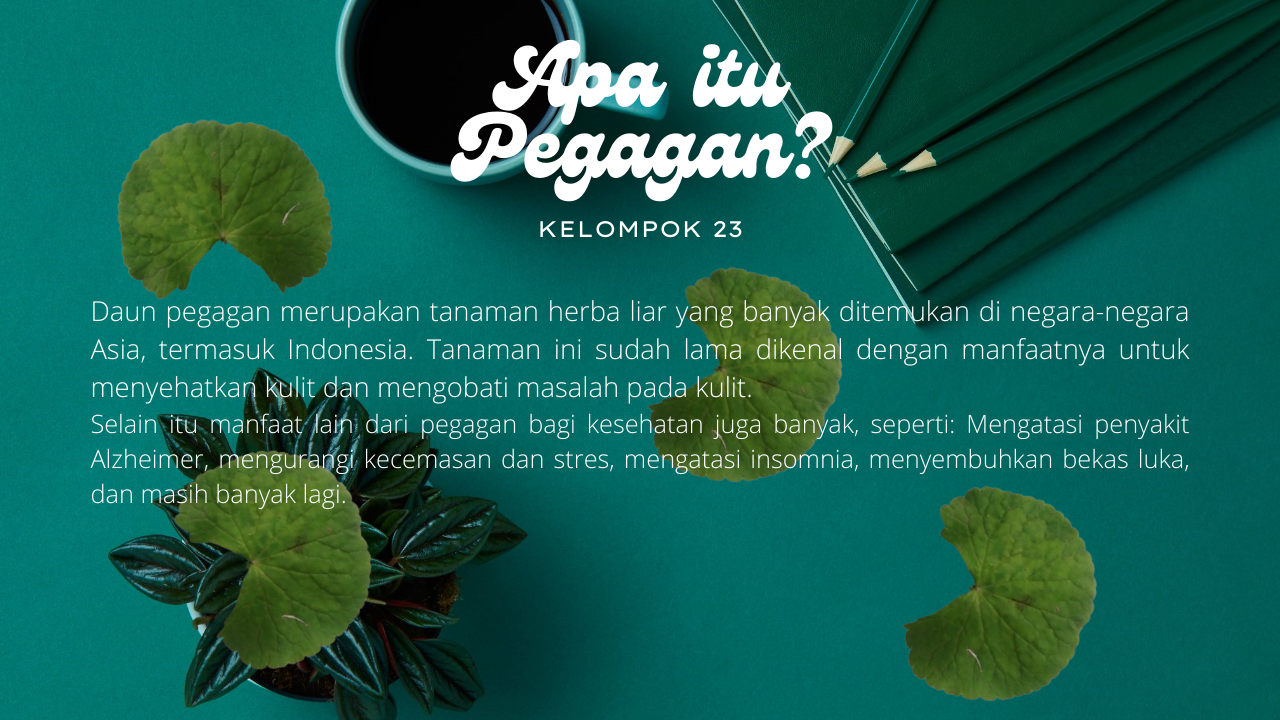 Apa itu
Pegagan?
KELOMPOK 23
Daun pegagan merupakan tanaman herba liar yang banyak ditemukan di negara-negara
Asia, termasuk Indonesia. Tanaman ini sudah lama dikenal dengan manfaatnya untuk
menyehatkan kulit dan mengobati masalah pada kulit.
Selain itu manfaat lain dari pegagan bagi kesehatan juga banyak, seperti: Mengatasi penyakit
Alzheimer, mengurangi kecemasan dan stres, mengatasi insomnia, menyembuhkan bekas luka,
dan masih banyak lagi.